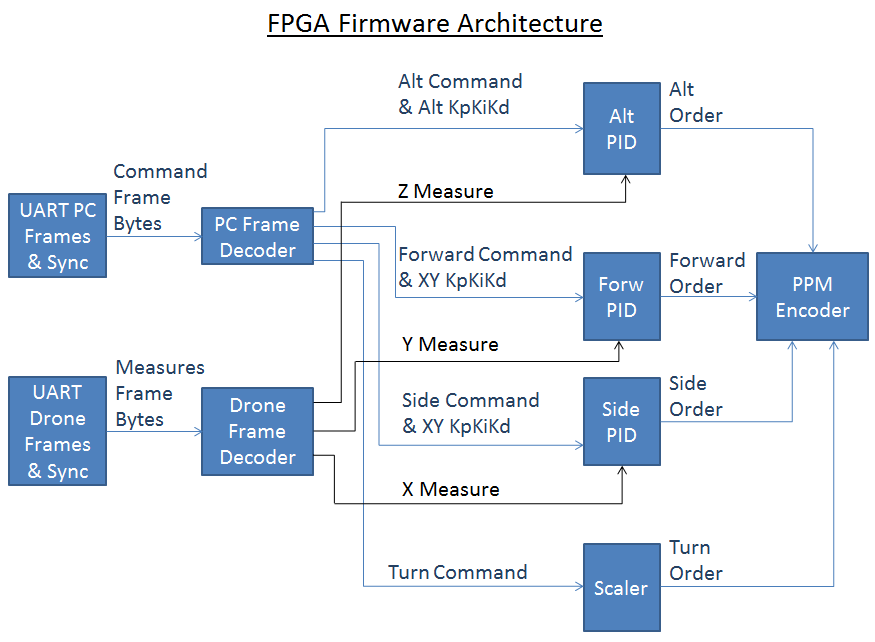 FPGA Firmware Architecture
Alt Command
& Alt KpKiKd
Alt
PID
Alt
Order
Command
Frame
Bytes
UART PC
Frames
& Sync
PC Frame
Decoder
Z Measure
Forward Command
& XY KpKiKd
Forw
PID
Forward
Order
PPM
Encoder
Y Measure
Measures
Frame
Bytes
UART
Drone
Frames
& Sync
Drone
Frame
Decoder
Side Command
& XY KpKiKd
Side
PID
Side
Order
X Measure
Turn Command
Scaler
Turn
Order